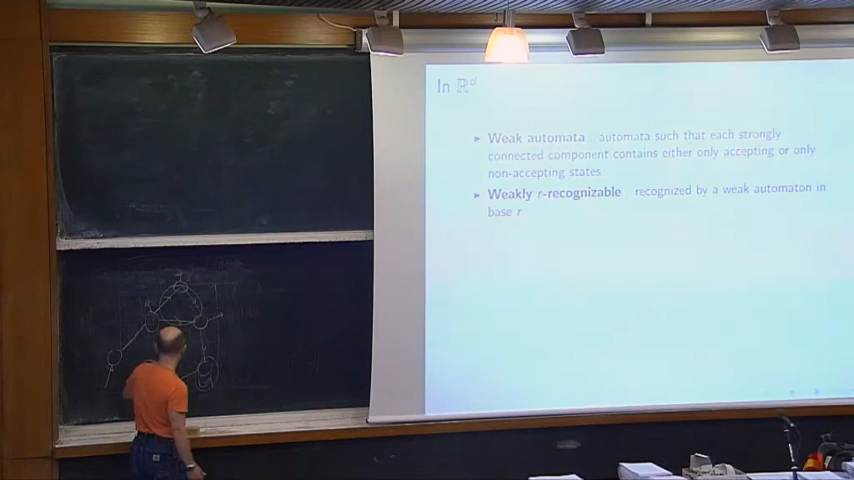 In ℝᵈ
▸ Weak automata automata such that each strongly
connected component contains either only accepting or only
non-accepting states
▸ Weakly r-recognizable recognized by a weak automaton in
base r